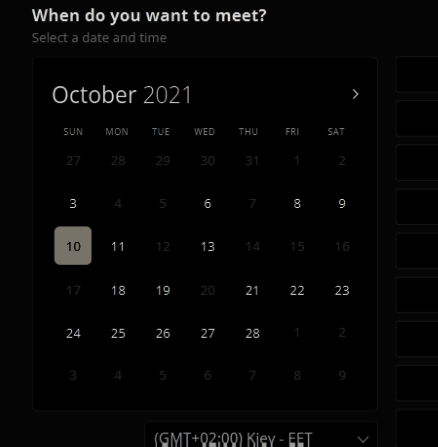 When do you want to meet?
Select a date and time
October 2021 >
SUN MON TUE WED THU FRI SAT
27 28 29 30 31 1 2
3 4 5 6 7 8 9
10 11 12 13 14 15 16
17 18 19 20 21 22 23
24 25 26 27 28 1 2
3 4 5 6 7 8 9
(GMT+02:00) Kiev - EET